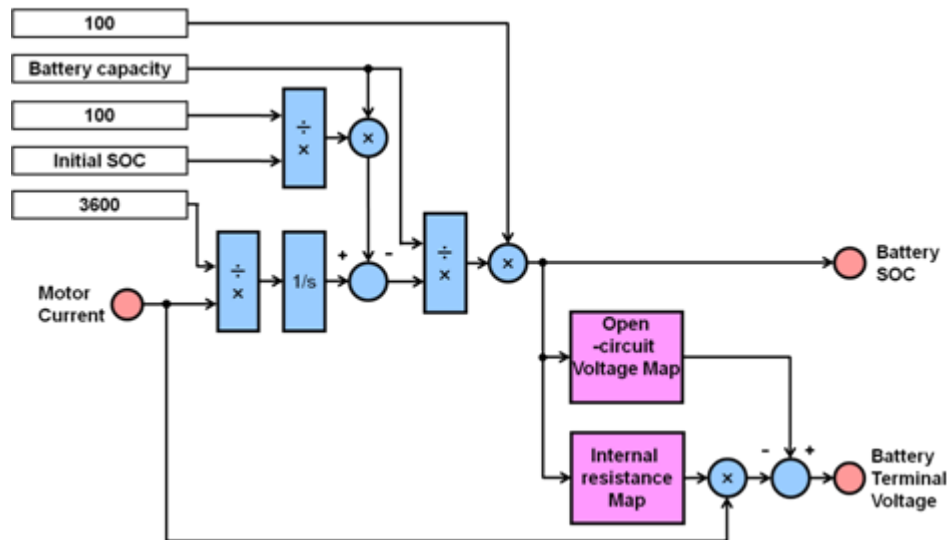 100
Battery capacity
100
Initial SOC
3600
÷
×
×
÷
×
1/s
+
-
÷
×
×
Motor
Current
Battery
SOC
Open
-circuit
Voltage Map
Internal
resistance
Map
×
-
+
Battery
Terminal
Voltage